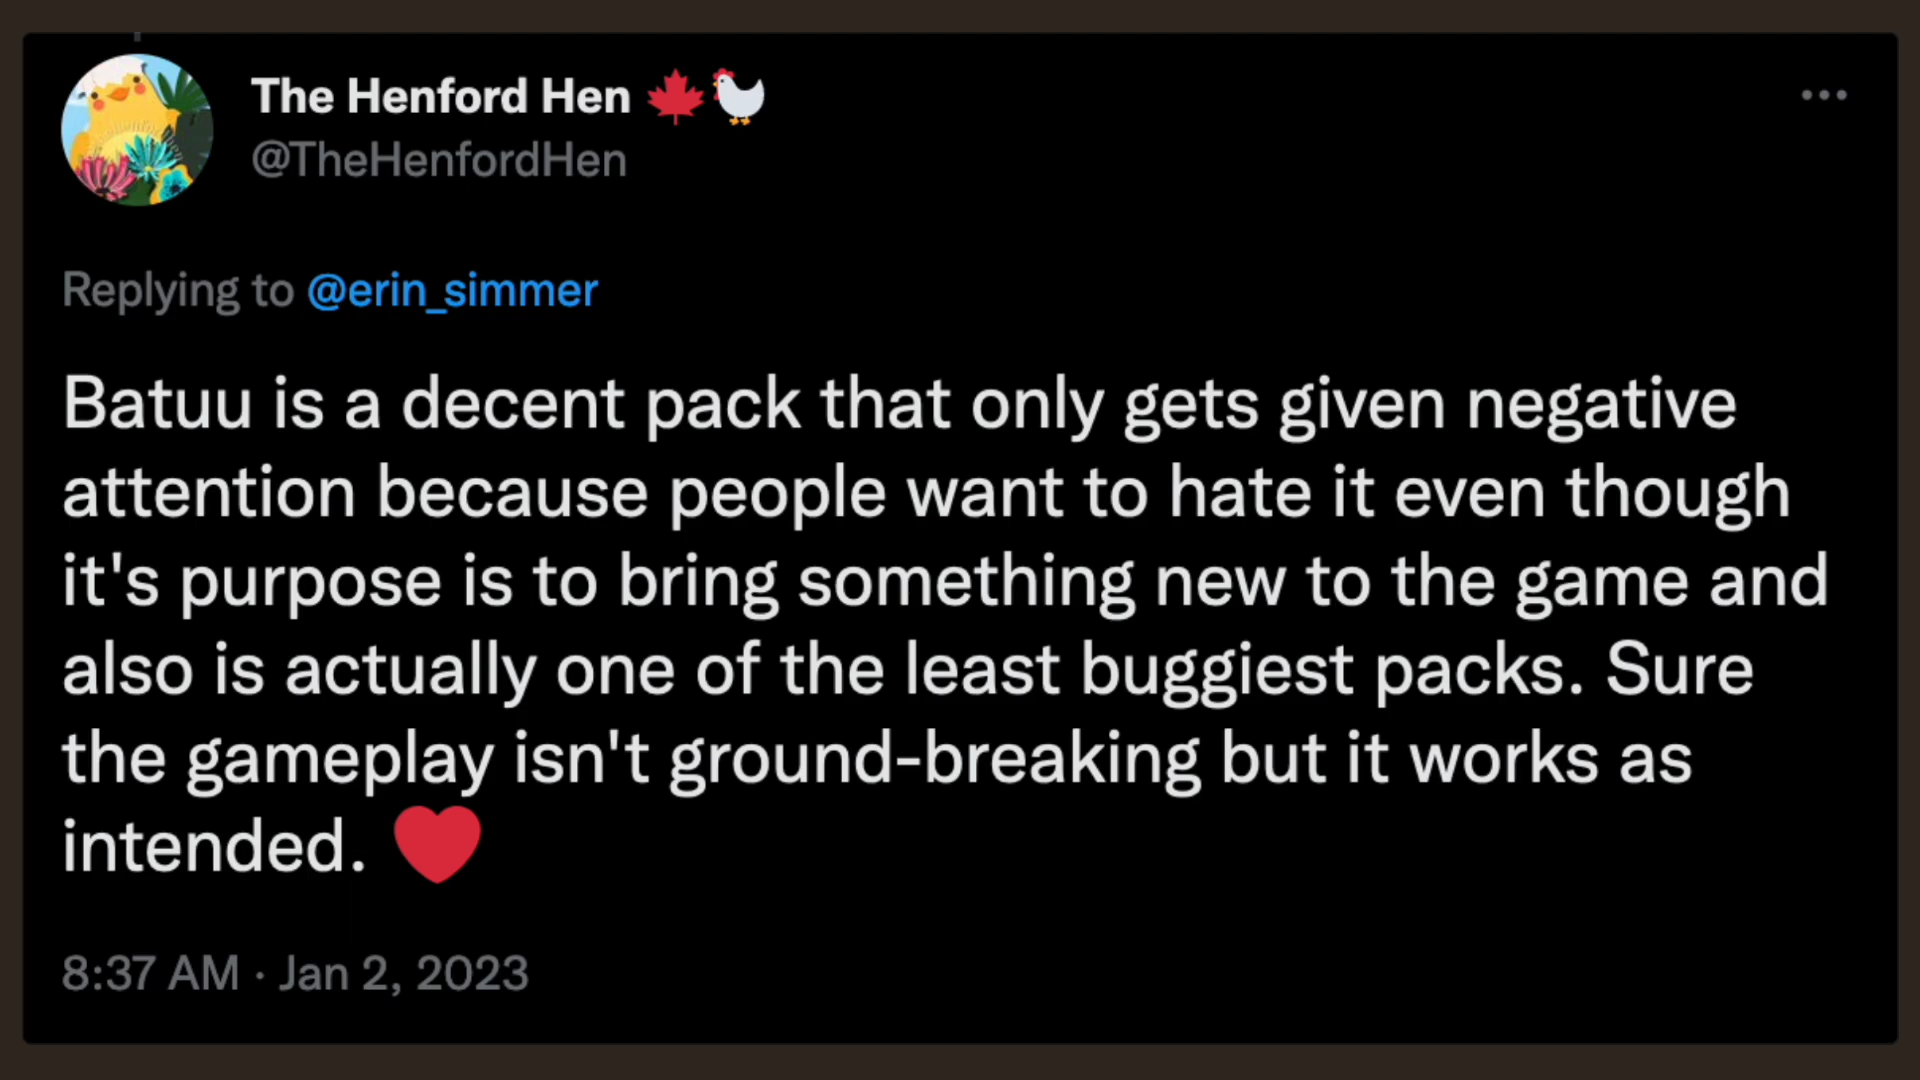 The Henford Hen 🍁🐓
@TheHenfordHen
Replying to @erin_simmer
Batuu is a decent pack that only gets given negative
attention because people want to hate it even though
it's purpose is to bring something new to the game and
also is actually one of the least buggiest packs. Sure
the gameplay isn't ground-breaking but it works as
intended. ❤️
8:37 AM · Jan 2, 2023